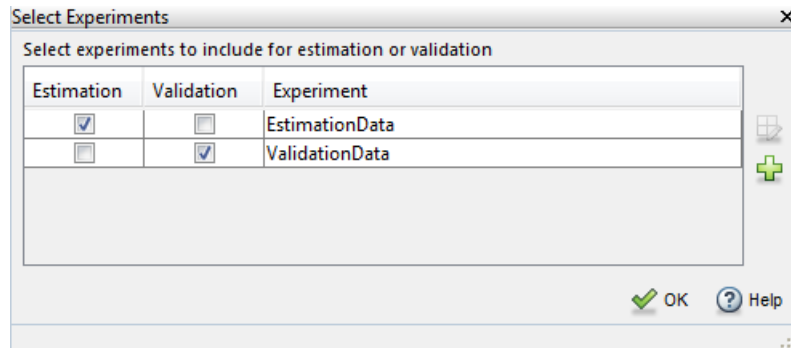 Select Experiments
Select experiments to include for estimation or validation
Estimation Validation Experiment
EstimationData
ValidationData
OK Help